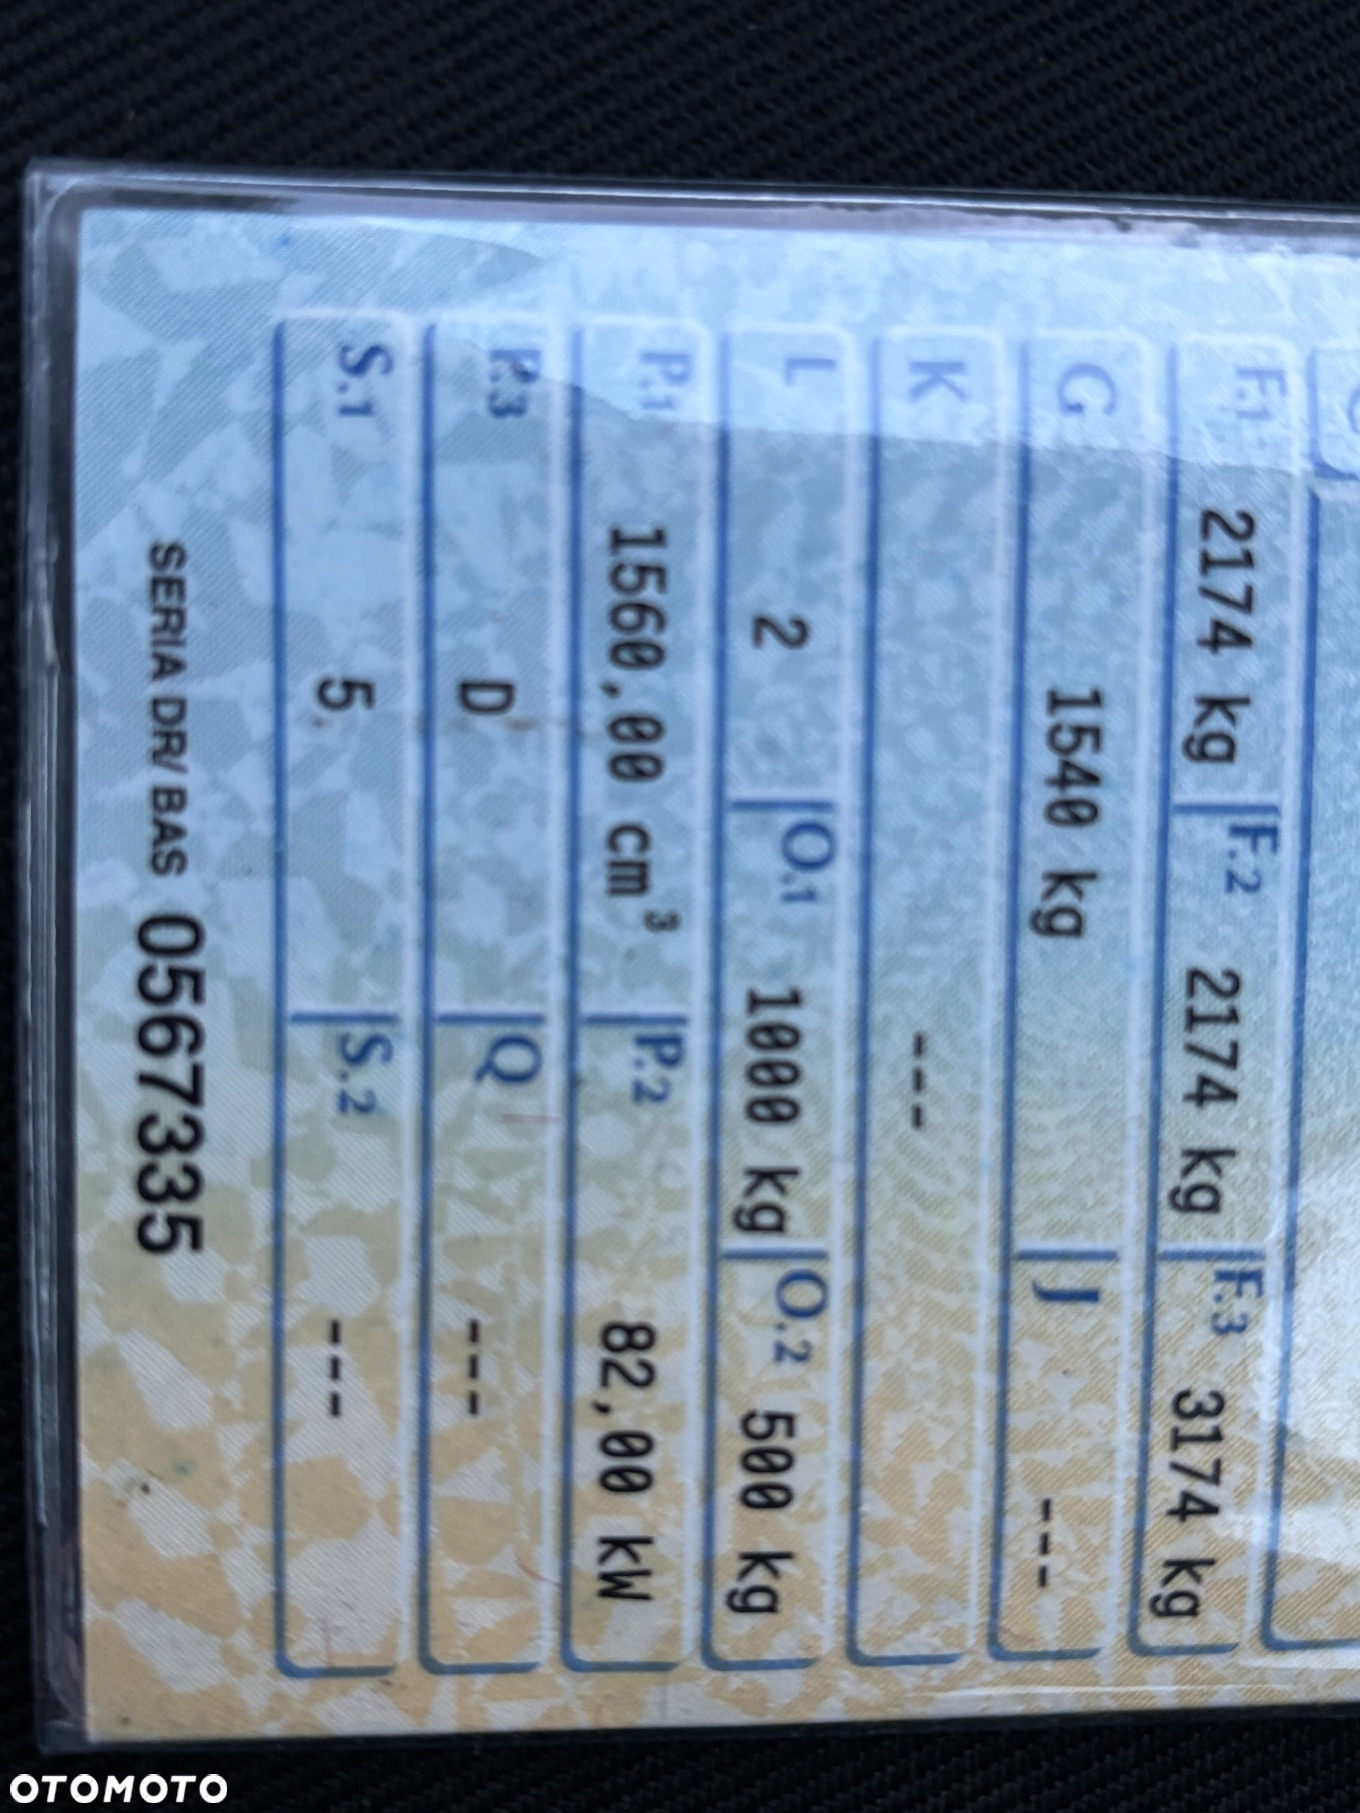 F.1 2174 kg F.2 2174 kg F.3 3174 kg
G 1540 kg J ---
K ---
L 2 O.1 1000 kg O.2 500 kg
P.1 1560,00 cm³ P.2 82,00 kW
P.3 D Q ---
S.1 5 S.2 ---
SERIA DR/ BAS 0567335
OTOMOTO